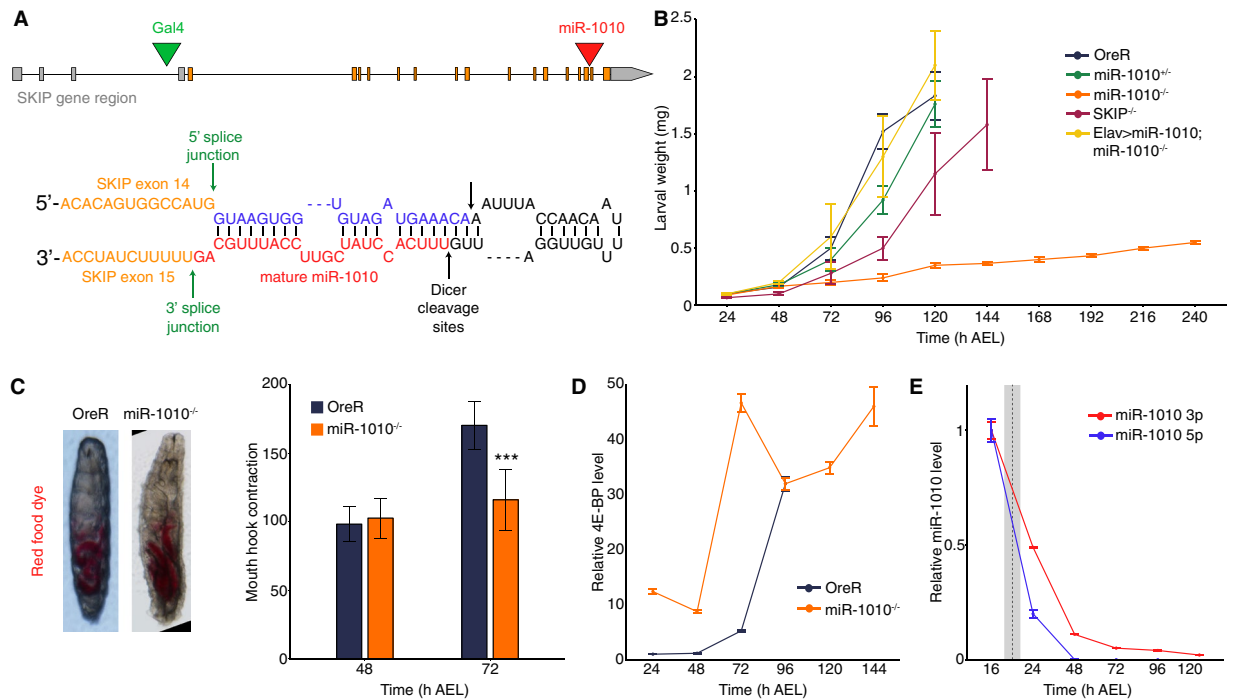 A
Gal4
miR-1010
SKIP gene region
5' splice
junction
SKIP exon 14
5'-ACACAGUGGCCAUG
GUAAGUGG
---U
GUAG
A
UGAAACAA
AUUUA
CCAACA
A
U
U
3'-ACCUAUCUUUUUGA
CGUUUACC
UUGC
UAUC
C
ACUUUGUU
----A
GGUUGU
U
SKIP exon 15
mature miR-1010
3' splice
junction
Dicer
cleavage
sites
B
Larval weight (mg)
2.5
2
1.5
1
0.5
0
24 48 72 96 120 144 168 192 216 240
Time (h AEL)
OreR
miR-1010+/-
miR-1010-/-
SKIP-/-
Elav>miR-1010;
miR-1010-/-
C
OreR miR-1010-/-
Red food dye
Mouth hook contraction
200
150
100
50
0
OreR
miR-1010-/-
***
48 72
Time (h AEL)
D
Relative 4E-BP level
50
40
30
20
10
0
OreR
miR-1010-/-
24 48 72 96 120 144
Time (h AEL)
E
Relative miR-1010 level
1
0.5
0
miR-1010 3p
miR-1010 5p
16 24 48 72 96 120
Time (h AEL)